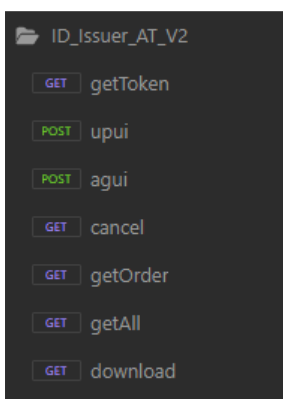 ID_Issuer_AT_V2
GET getToken
POST upui
POST agui
GET cancel
GET getOrder
GET getAll
GET download